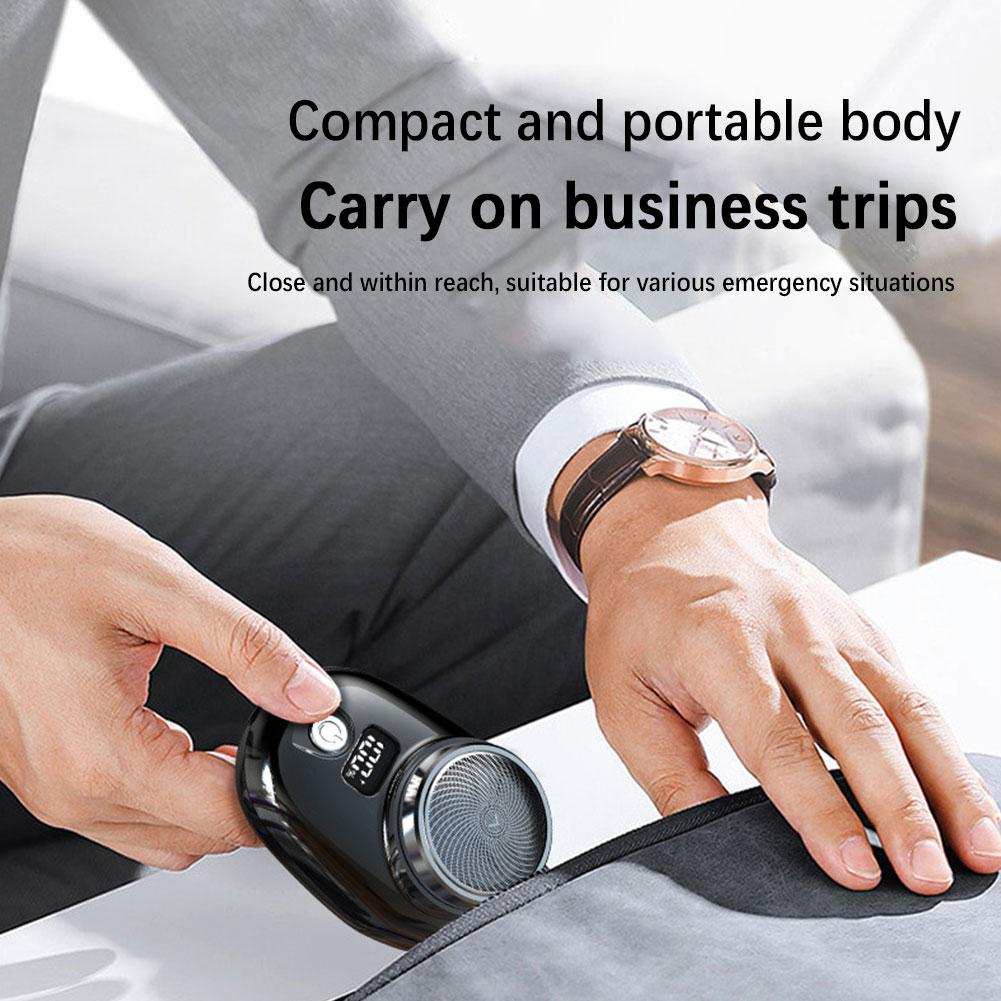 Compact and portable body
Carry on business trips
Close and within reach, suitable for various emergency situations